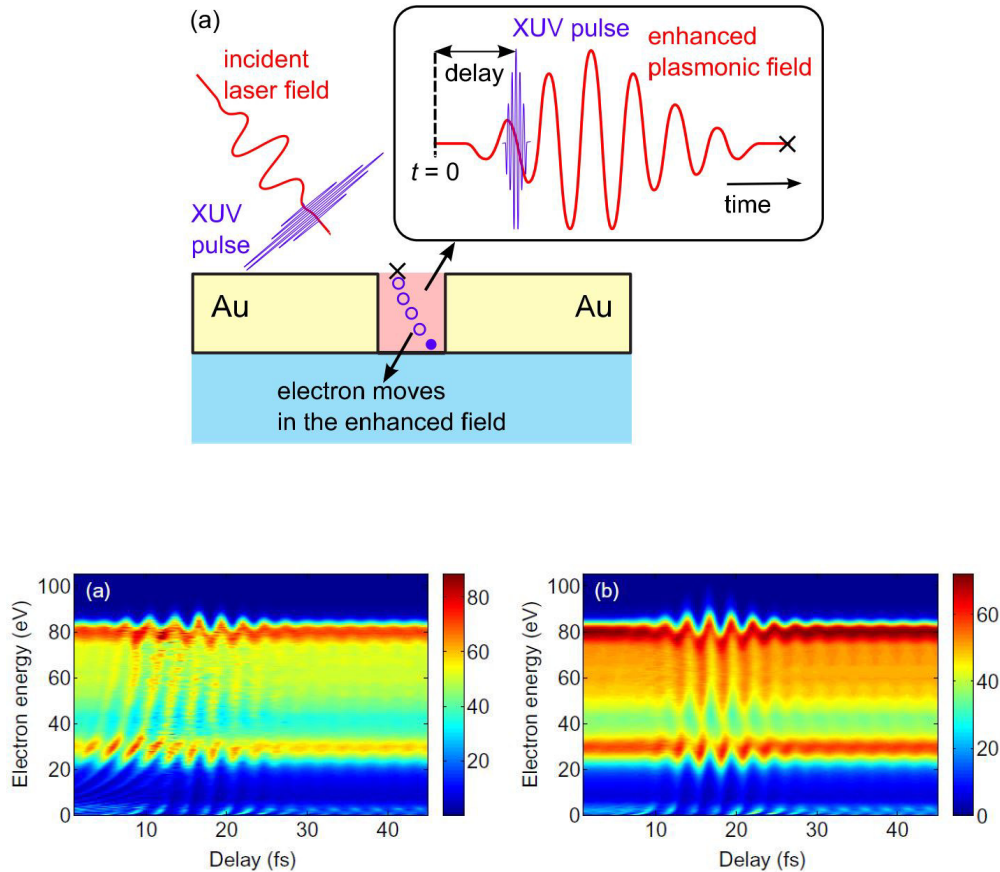 (a)
incident
laser field
XUV
pulse
XUV pulse
enhanced
plasmonic field
delay
t = 0
time
Au
Au
electron moves
in the enhanced field
(a)
Electron energy (eV)
100
80
60
40
20
0
10
20
30
40
Delay (fs)
80
60
40
20
(b)
Electron energy (eV)
100
80
60
40
20
0
10
20
30
40
Delay (fs)
60
40
20
0